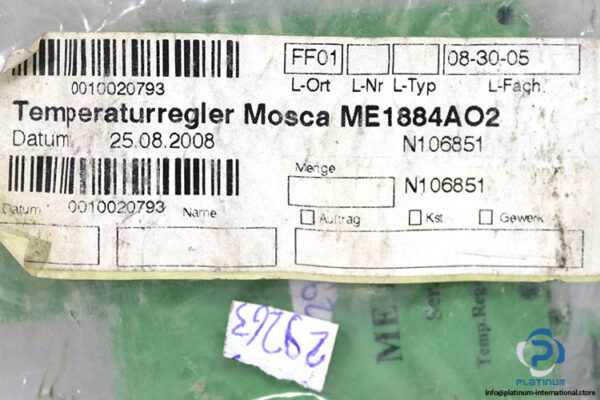 FF01 08-30-05
0010020793 L-Ort L-Nr L-Typ L-Fach.
Temperaturregler Mosca ME1884AO2
Datum 25.08.2008 N106851
Menge
N106851
Datum 0010020793 Name Auftrag Kst Gewerk
29263
ME
Ser
Temp.Reg
PLATINUM
info@platinum-international.store